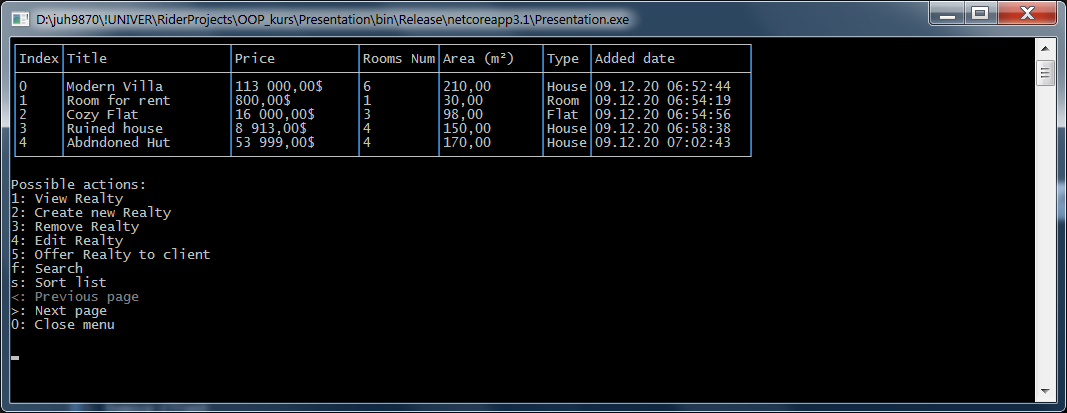 D:\juh9870\!UNIVER\RiderProjects\OOP_kurs\Presentation\bin\Release\netcoreapp3.1\Presentation.exe
Index Title Price Rooms Num Area (m²) Type Added date
0 Modern Villa 113 000,00$ 6 210,00 House 09.12.20 06:52:44
1 Room for rent 800,00$ 1 30,00 Room 09.12.20 06:54:19
2 Cozy Flat 16 000,00$ 3 98,00 Flat 09.12.20 06:54:56
3 Ruined house 8 913,00$ 4 150,00 House 09.12.20 06:58:38
4 Abdndoned Hut 53 999,00$ 4 170,00 House 09.12.20 07:02:43
Possible actions:
1: View Realty
2: Create new Realty
3: Remove Realty
4: Edit Realty
5: Offer Realty to client
f: Search
s: Sort list
<: Previous page
>: Next page
0: Close menu